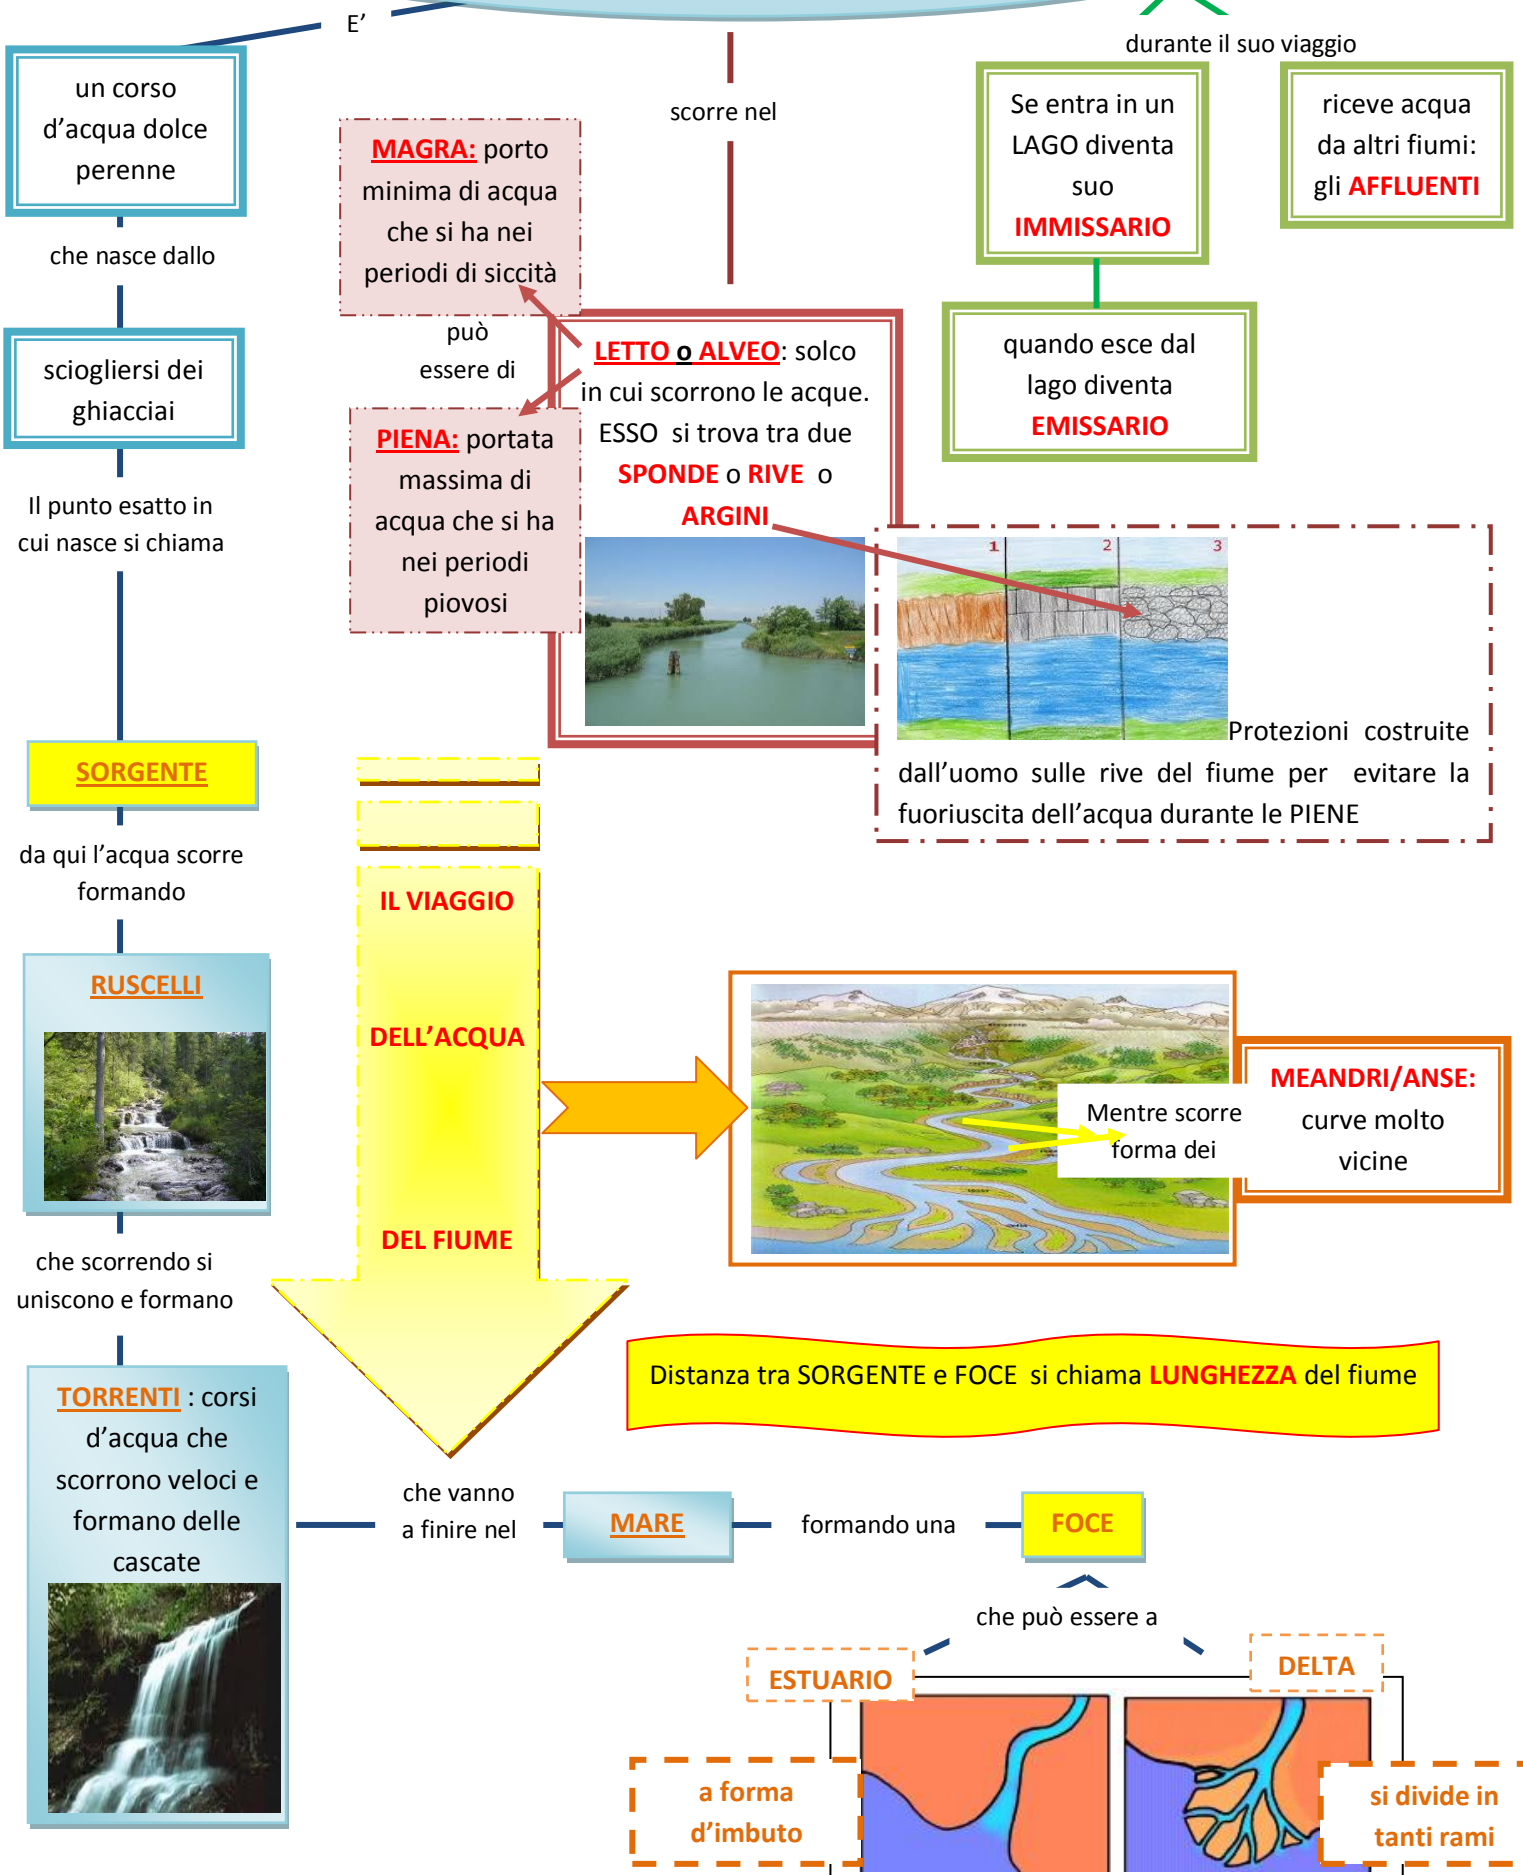 E’
un corso
d’acqua dolce
perenne
che nasce dallo
sciogliersi dei
ghiacciai
Il punto esatto in
cui nasce si chiama
SORGENTE
da qui l’acqua scorre
formando
RUSCELLI
che scorrendo si
uniscono e formano
TORRENTI : corsi
d’acqua che
scorrono veloci e
formano delle
cascate
che vanno
a finire nel
MARE
formando una
FOCE
che può essere a
ESTUARIO
a forma
d’imbuto
DELTA
si divide in
tanti rami
scorre nel
LETTO o ALVEO: solco
in cui scorrono le acque.
ESSO si trova tra due
SPONDE o RIVE o
ARGINI
può
essere di
MAGRA: porto
minima di acqua
che si ha nei
periodi di siccità
PIENA: portata
massima di
acqua che si ha
nei periodi
piovosi
1
2
3
Protezioni costruite
dall’uomo sulle rive del fiume per evitare la
fuoriuscita dell’acqua durante le PIENE
durante il suo viaggio
Se entra in un
LAGO diventa
suo
IMMISSARIO
quando esce dal
lago diventa
EMISSARIO
riceve acqua
da altri fiumi:
gli AFFLUENTI
IL VIAGGIO
DELL’ACQUA
DEL FIUME
Mentre scorre
forma dei
MEANDRI/ANSE:
curve molto
vicine
Distanza tra SORGENTE e FOCE si chiama LUNGHEZZA del fiume